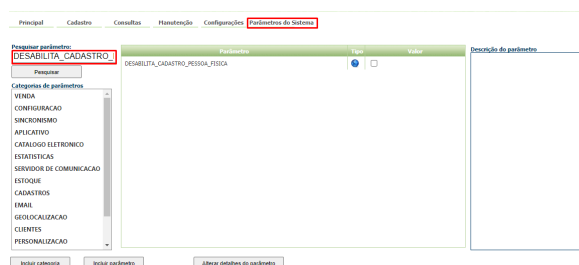 Principal Cadastro Consultas Manutenção Configurações Parâmetros do Sistema
Pesquisar parâmetro:
DESABILITA_CADASTRO_
Pesquisar
Categorias de parâmetros
VENDA
CONFIGURACAO
SINCRONISMO
APLICATIVO
CATALOGO ELETRONICO
ESTATISTICAS
SERVIDOR DE COMUNICACAO
ESTOQUE
CADASTROS
EMAIL
GEOLOCALIZACAO
CLIENTES
PERSONALIZACAO
Incluir categoria Incluir parâmetro Alterar detalhes do parâmetro
Parâmetro Tipo Valor
DESABILITA_CADASTRO_PESSOA_FISICA
Descrição do parâmetro